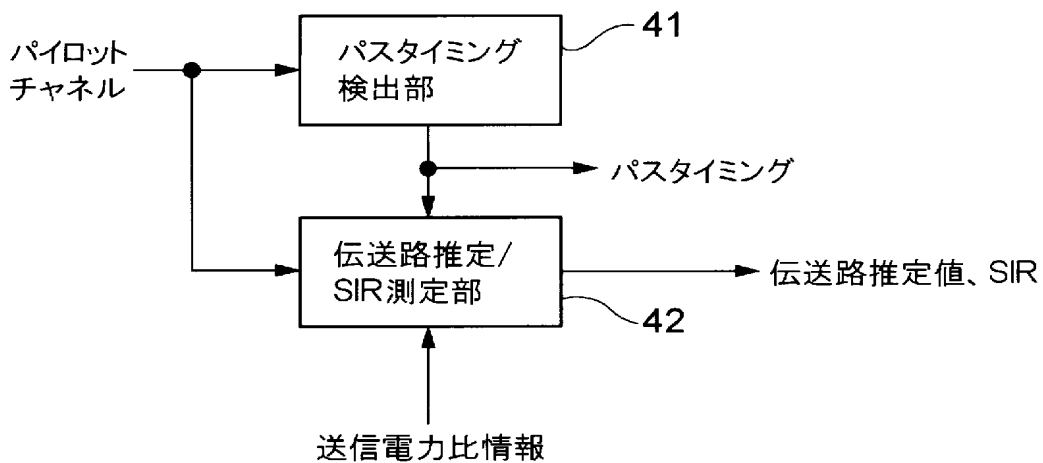 パイロット
チャネル
パスタイミング
検出部
41
パスタイミング
伝送路推定/
SIR測定部
42
伝送路推定値、SIR
送信電力比情報